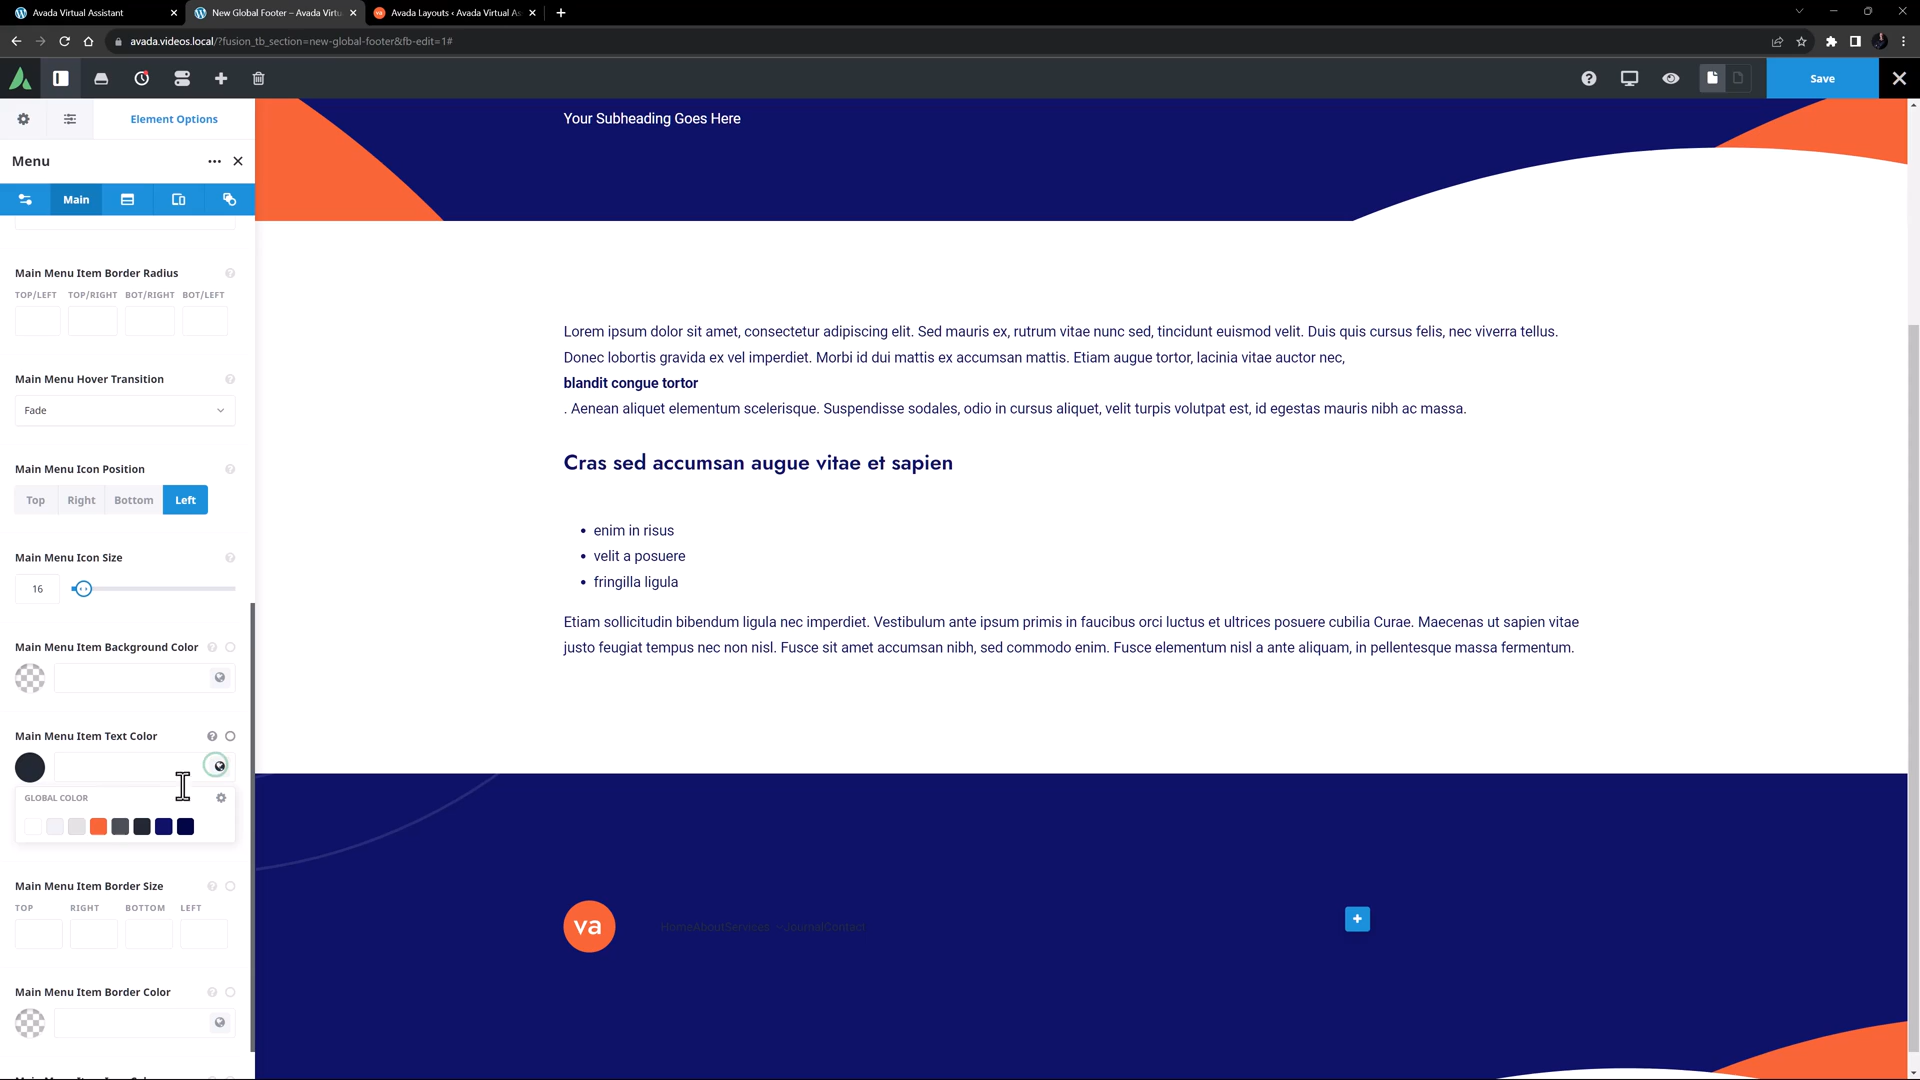 Avada Virtual Assistant
New Global Footer – Avada Virtu
Avada Layouts ‹ Avada Virtual As
avada.videos.local/?fusion_tb_section=new-global-footer&fb-edit=1#
Save
Element Options
Menu
Main
Main Menu Item Border Radius
TOP/LEFT TOP/RIGHT BOT/RIGHT BOT/LEFT
Main Menu Hover Transition
Fade
Main Menu Icon Position
Top Right Bottom Left
Main Menu Icon Size
16
Main Menu Item Background Color
Main Menu Item Text Color
GLOBAL COLOR
Main Menu Item Border Size
TOP RIGHT BOTTOM LEFT
Main Menu Item Border Color
Your Subheading Goes Here
Lorem ipsum dolor sit amet, consectetur adipiscing elit. Sed mauris ex, rutrum vitae nunc sed, tincidunt euismod velit. Duis quis cursus felis, nec viverra tellus.
Donec lobortis gravida ex vel imperdiet. Morbi id dui mattis ex accumsan mattis. Etiam augue tortor, lacinia vitae auctor nec,
blandit congue tortor
. Aenean aliquet elementum scelerisque. Suspendisse sodales, odio in cursus aliquet, velit turpis volutpat est, id egestas mauris nibh ac massa.
Cras sed accumsan augue vitae et sapien
• enim in risus
• velit a posuere
• fringilla ligula
Etiam sollicitudin bibendum ligula nec imperdiet. Vestibulum ante ipsum primis in faucibus orci luctus et ultrices posuere cubilia Curae. Maecenas ut sapien vitae
justo feugiat tempus nec non nisl. Fusce sit amet accumsan nibh, sed commodo enim. Fusce elementum nisl a ante aliquam, in pellentesque massa fermentum.
va
HomeAboutServices JournalContact